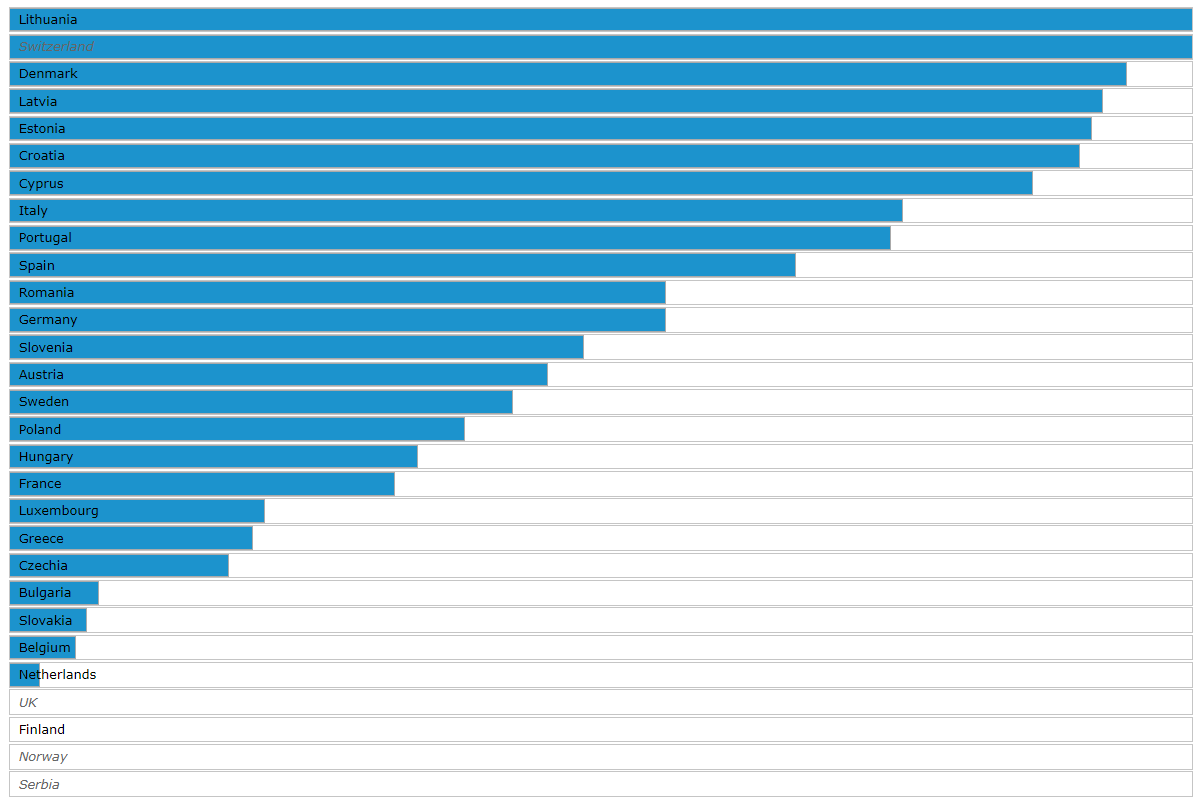 Lithuania
Switzerland
Denmark
Latvia
Estonia
Croatia
Cyprus
Italy
Portugal
Spain
Romania
Germany
Slovenia
Austria
Sweden
Poland
Hungary
France
Luxembourg
Greece
Czechia
Bulgaria
Slovakia
Belgium
Netherlands
UK
Finland
Norway
Serbia